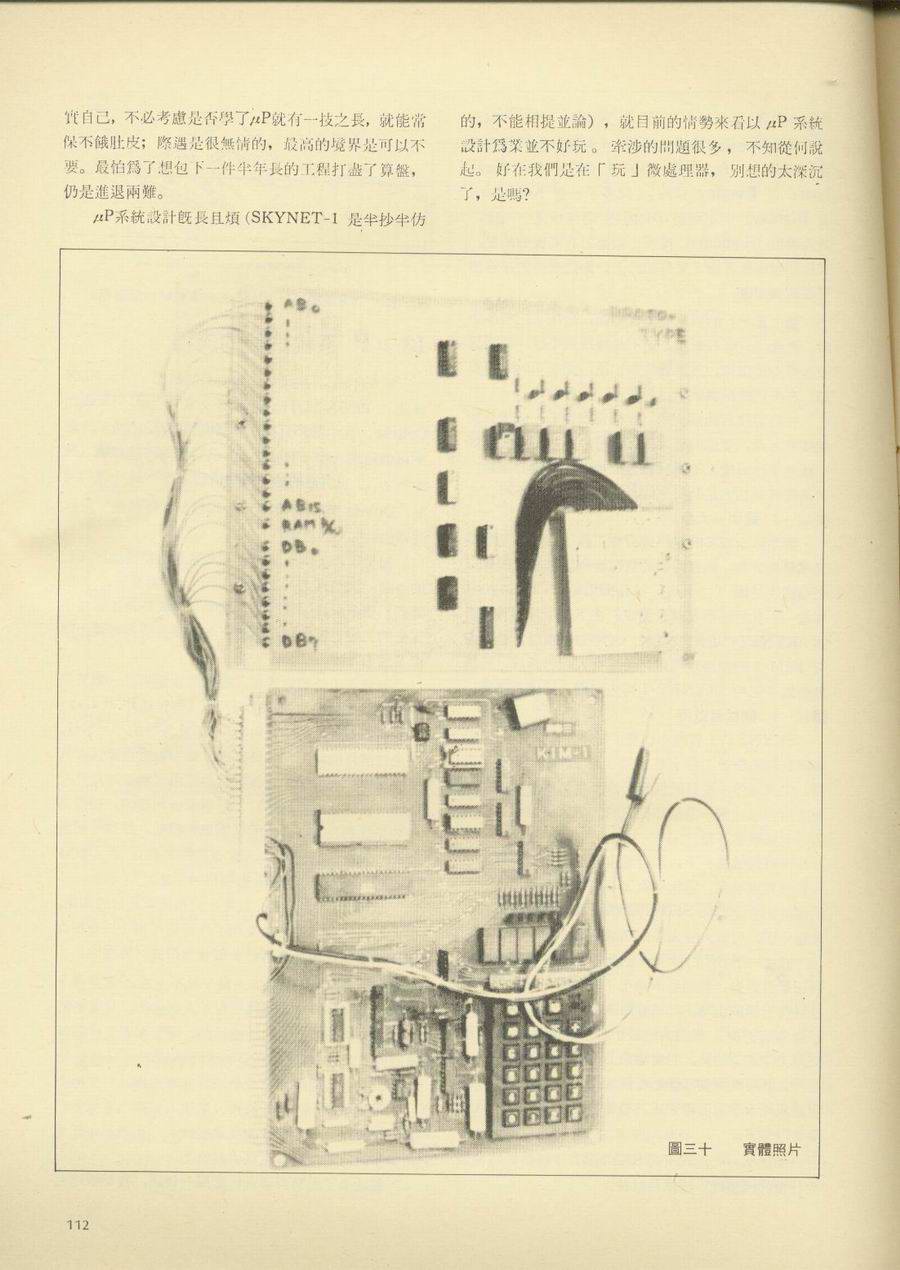 實自己，不必考慮是否學了μP就有一技之長，就能常
保不餓肚皮；際遇是很無情的，最高的境界是可以不
要。最怕爲了想包下一件半年長的工程打盡了算盤，
仍是進退兩難。
μP系統設計旣長且煩(SKYNET-1 是半抄半仿
的，不能相提並論)，就目前的情勢來看以 μP 系統
設計爲業並不好玩。牽涉的問題很多，不知從何說
起。好在我們是在「玩」微處理器，別想的太深沉
了，是嗎？
PROTO-
TYPE
AB0
AB15
RAM R/W
DB0
DB7
KIM-1
圖三十 實體照片
112